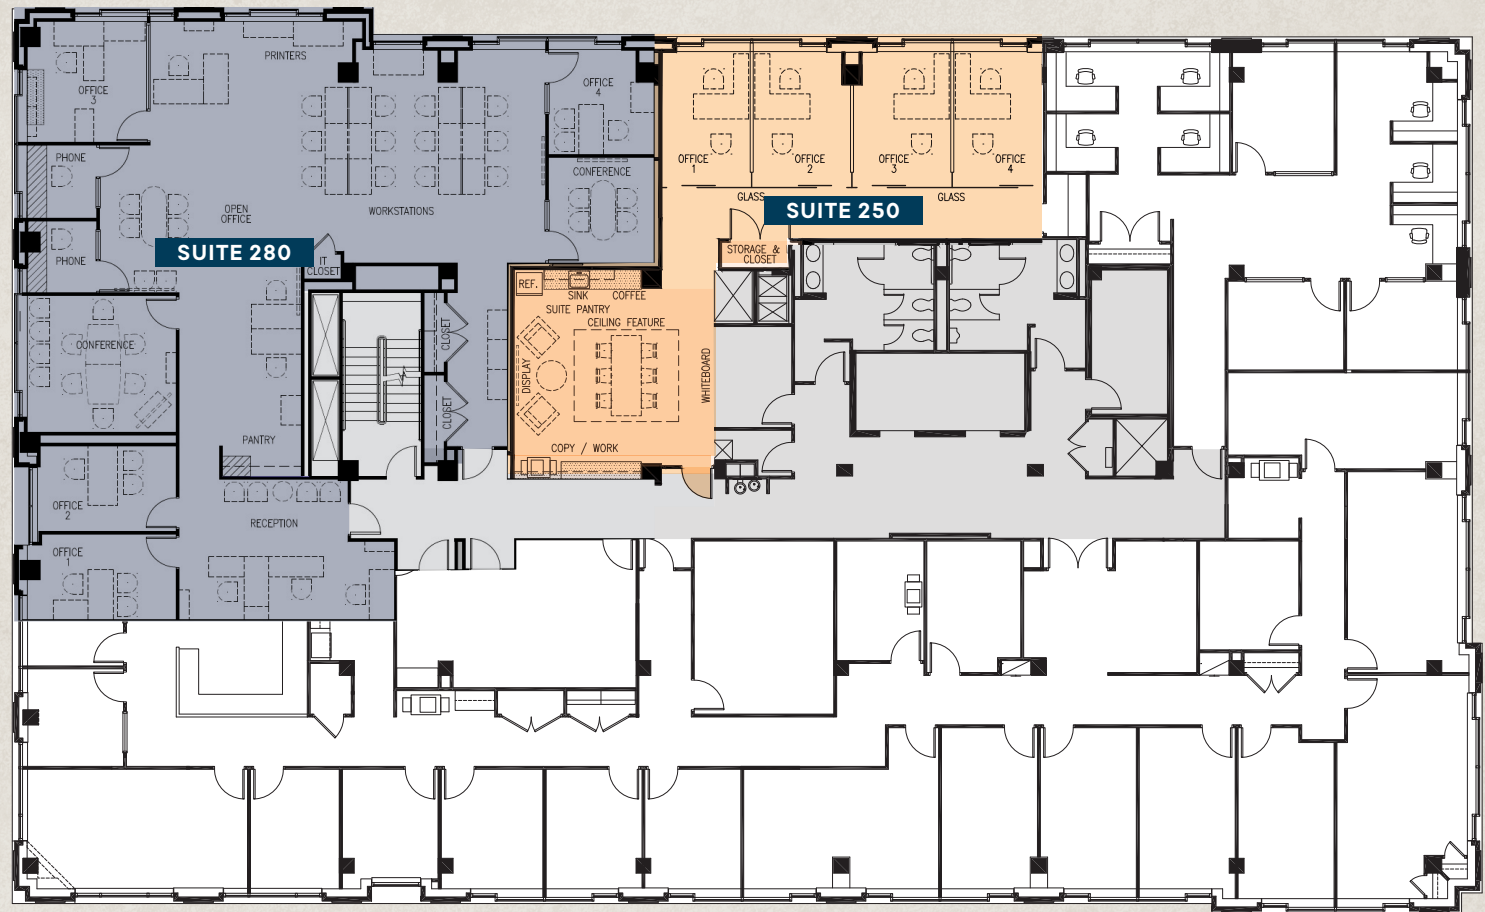 PRINTERS
OFFICE
3
OFFICE
4
PHONE
CONFERENCE
OPEN
OFFICE
WORKSTATIONS
SUITE 280
PHONE
IT
CLOSET
CONFERENCE
CLOSET
CLOSET
PANTRY
OFFICE
2
RECEPTION
OFFICE
1
OFFICE
1
OFFICE
2
OFFICE
3
OFFICE
4
GLASS
GLASS
SUITE 250
STORAGE &
CLOSET
REF.
SINK
COFFEE
SUITE PANTRY
CEILING FEATURE
DISPLAY
WHITEBOARD
COPY / WORK